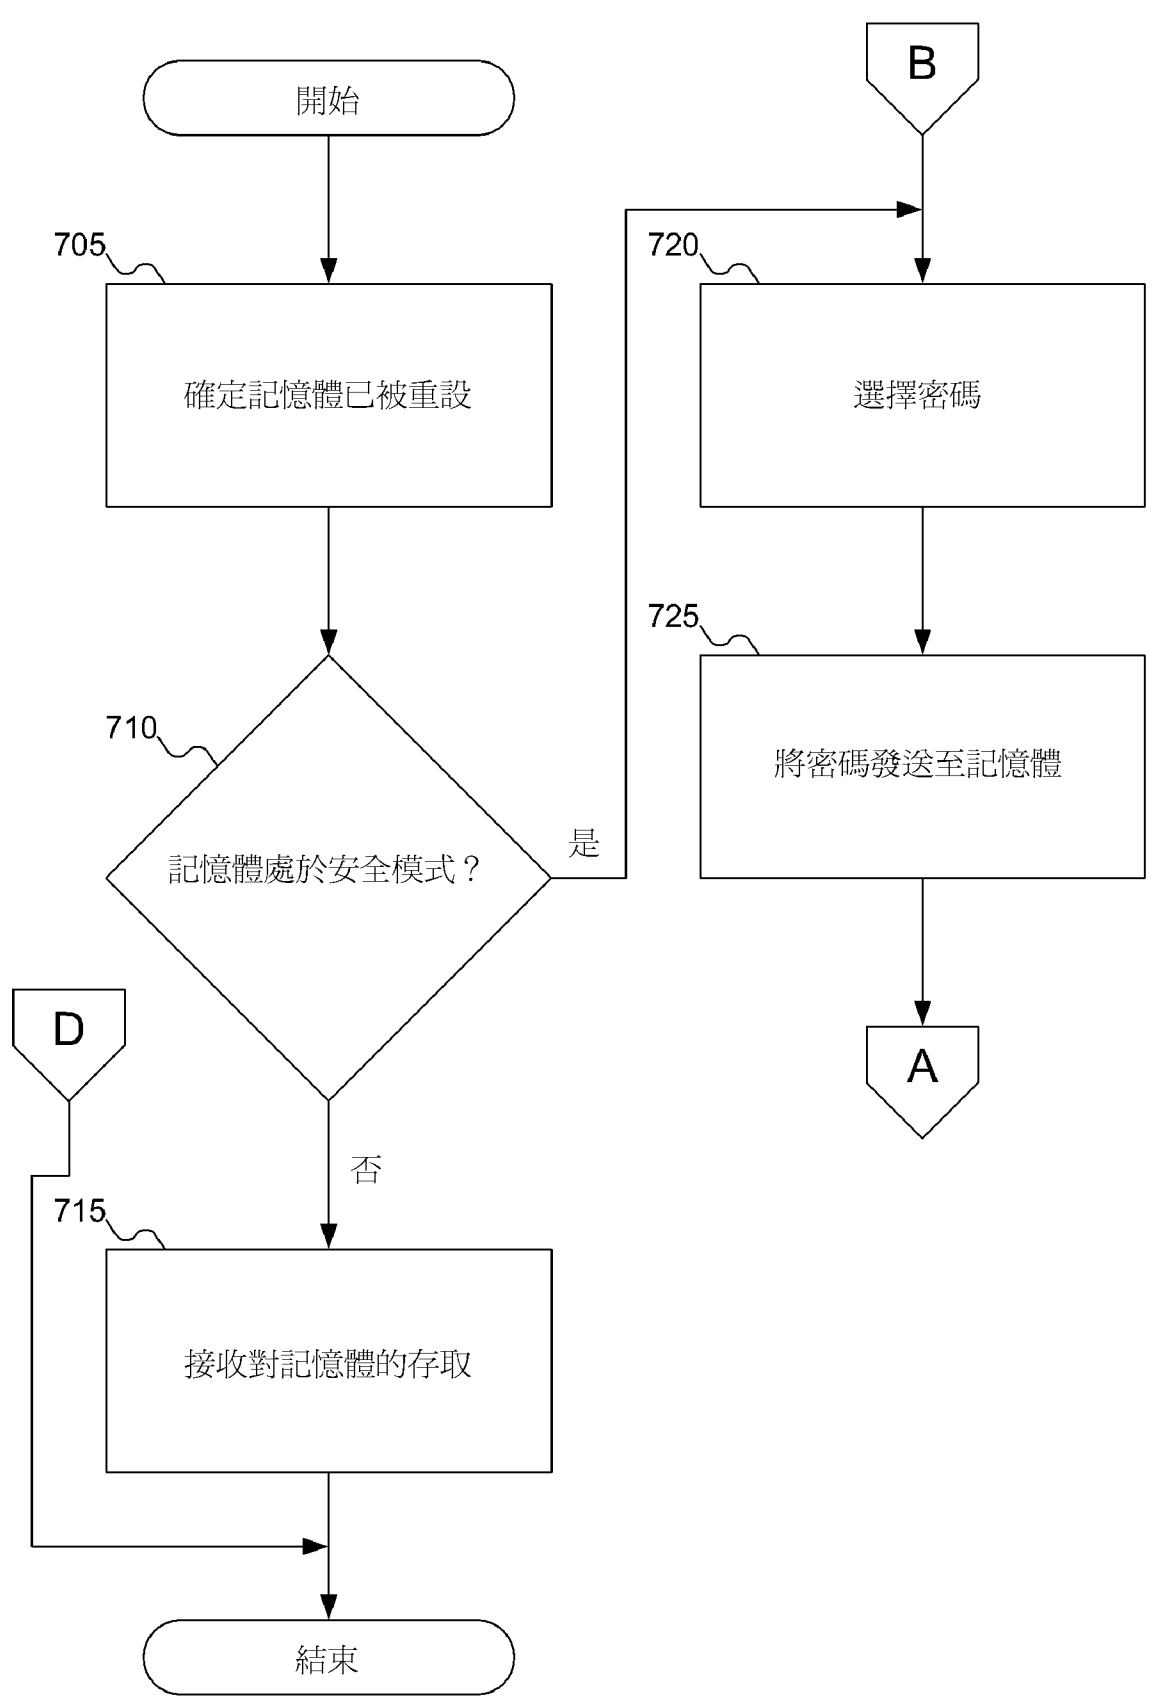 開始
705
確定記憶體已被重設
710
記憶體處於安全模式？
是
否
D
715
接收對記憶體的存取
結束
B
720
選擇密碼
725
將密碼發送至記憶體
A